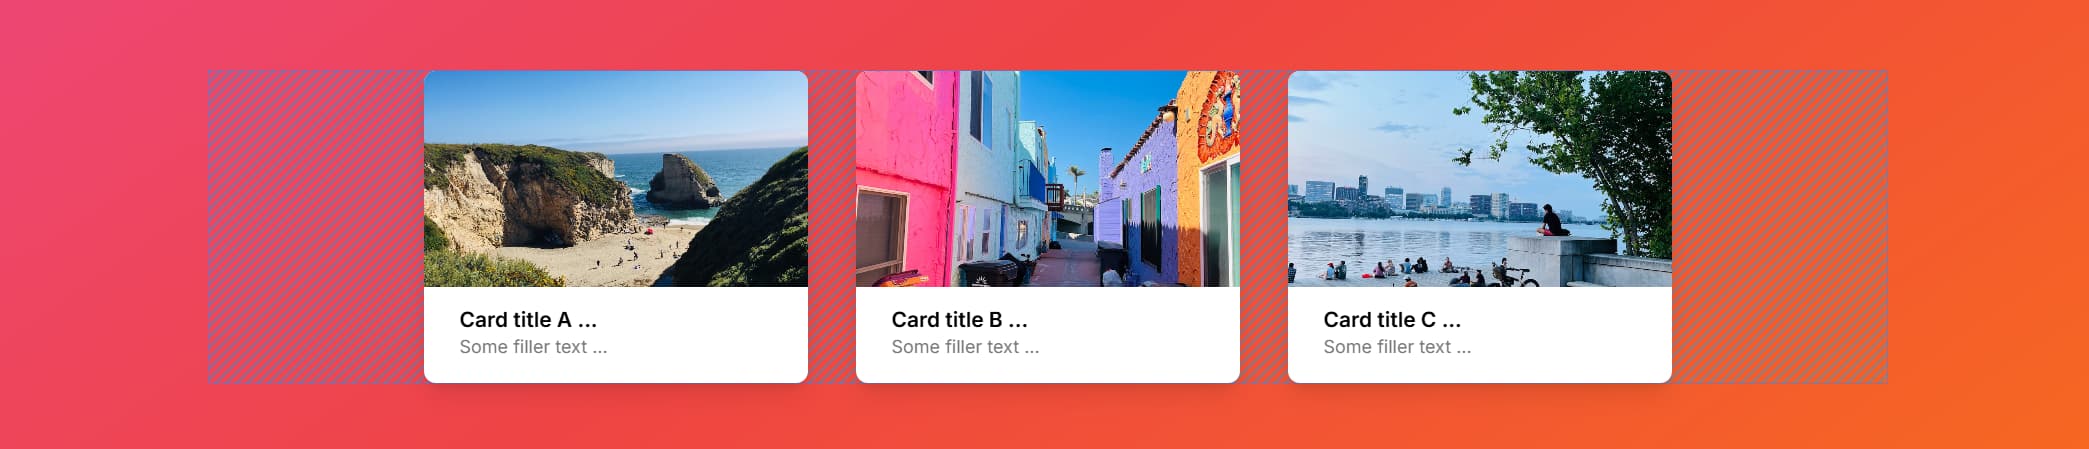 Card title A ...
Some filler text ...
Card title B ...
Some filler text ...
Card title C ...
Some filler text ...